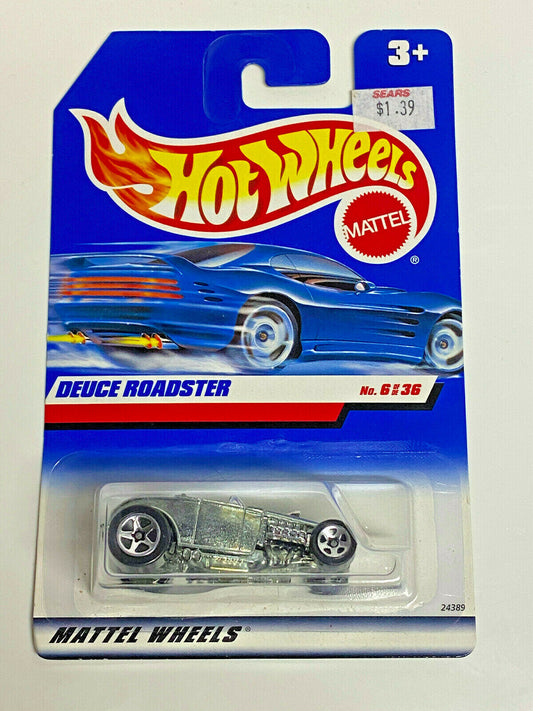 3+
SEARS
$1.39
HOT WHEELS
MATTEL
®
DEUCE ROADSTER
No. 6 OF 36
24389
MATTEL WHEELS®